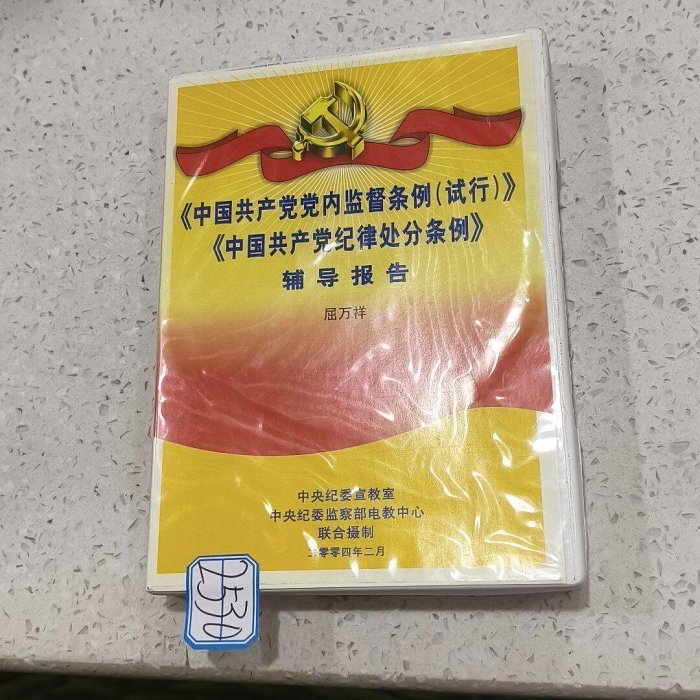 《中国共产党党内监督条例(试行)》
《中国共产党纪律处分条例》
辅导报告
屈万祥
中央纪委宣教室
中央纪委监察部电教中心
联合摄制
二零零四年二月
2530